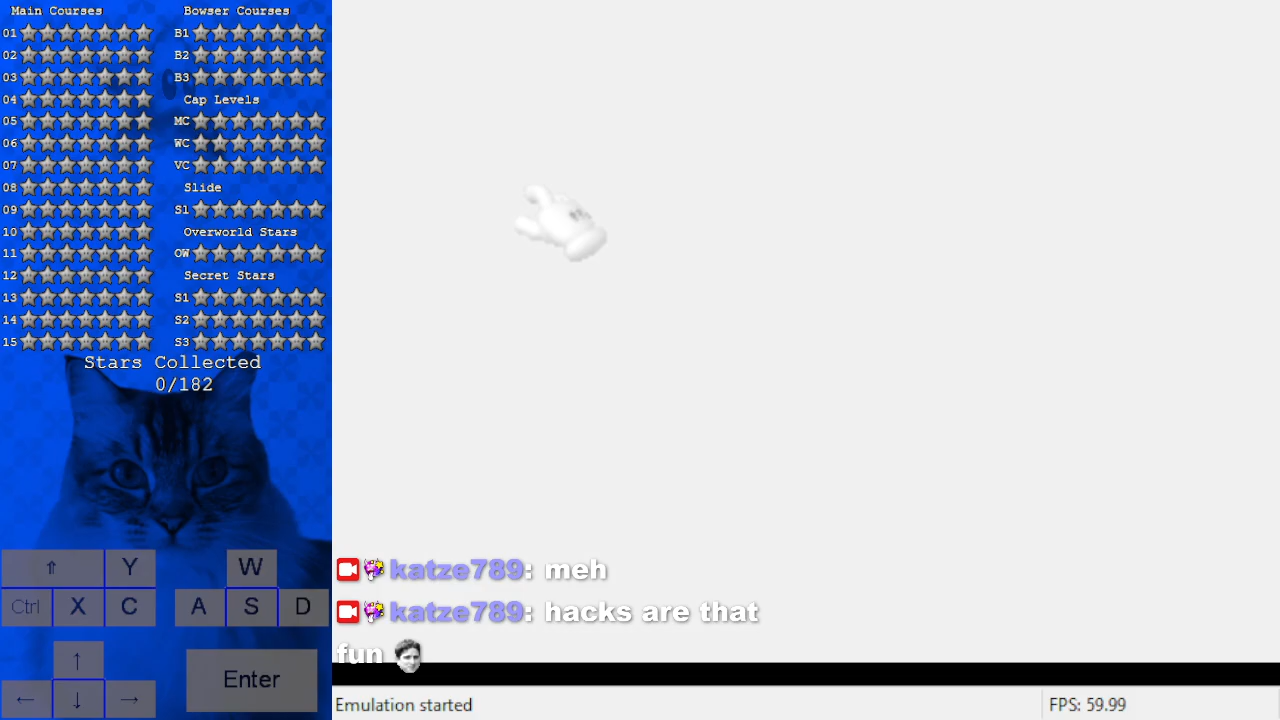 Main Courses
01
02
03
04
05
06
07
08
09
10
11
12
13
14
15
Bowser Courses
B1
B2
B3
Cap Levels
MC
WC
VC
Slide
S1
Overworld Stars
OW
Secret Stars
S1
S2
S3
Stars Collected
0/182
⇑ Y W
Ctrl X C A S D
↑
← ↓ → Enter
katze789: meh
katze789: hacks are that
fun
Emulation started
FPS: 59.99